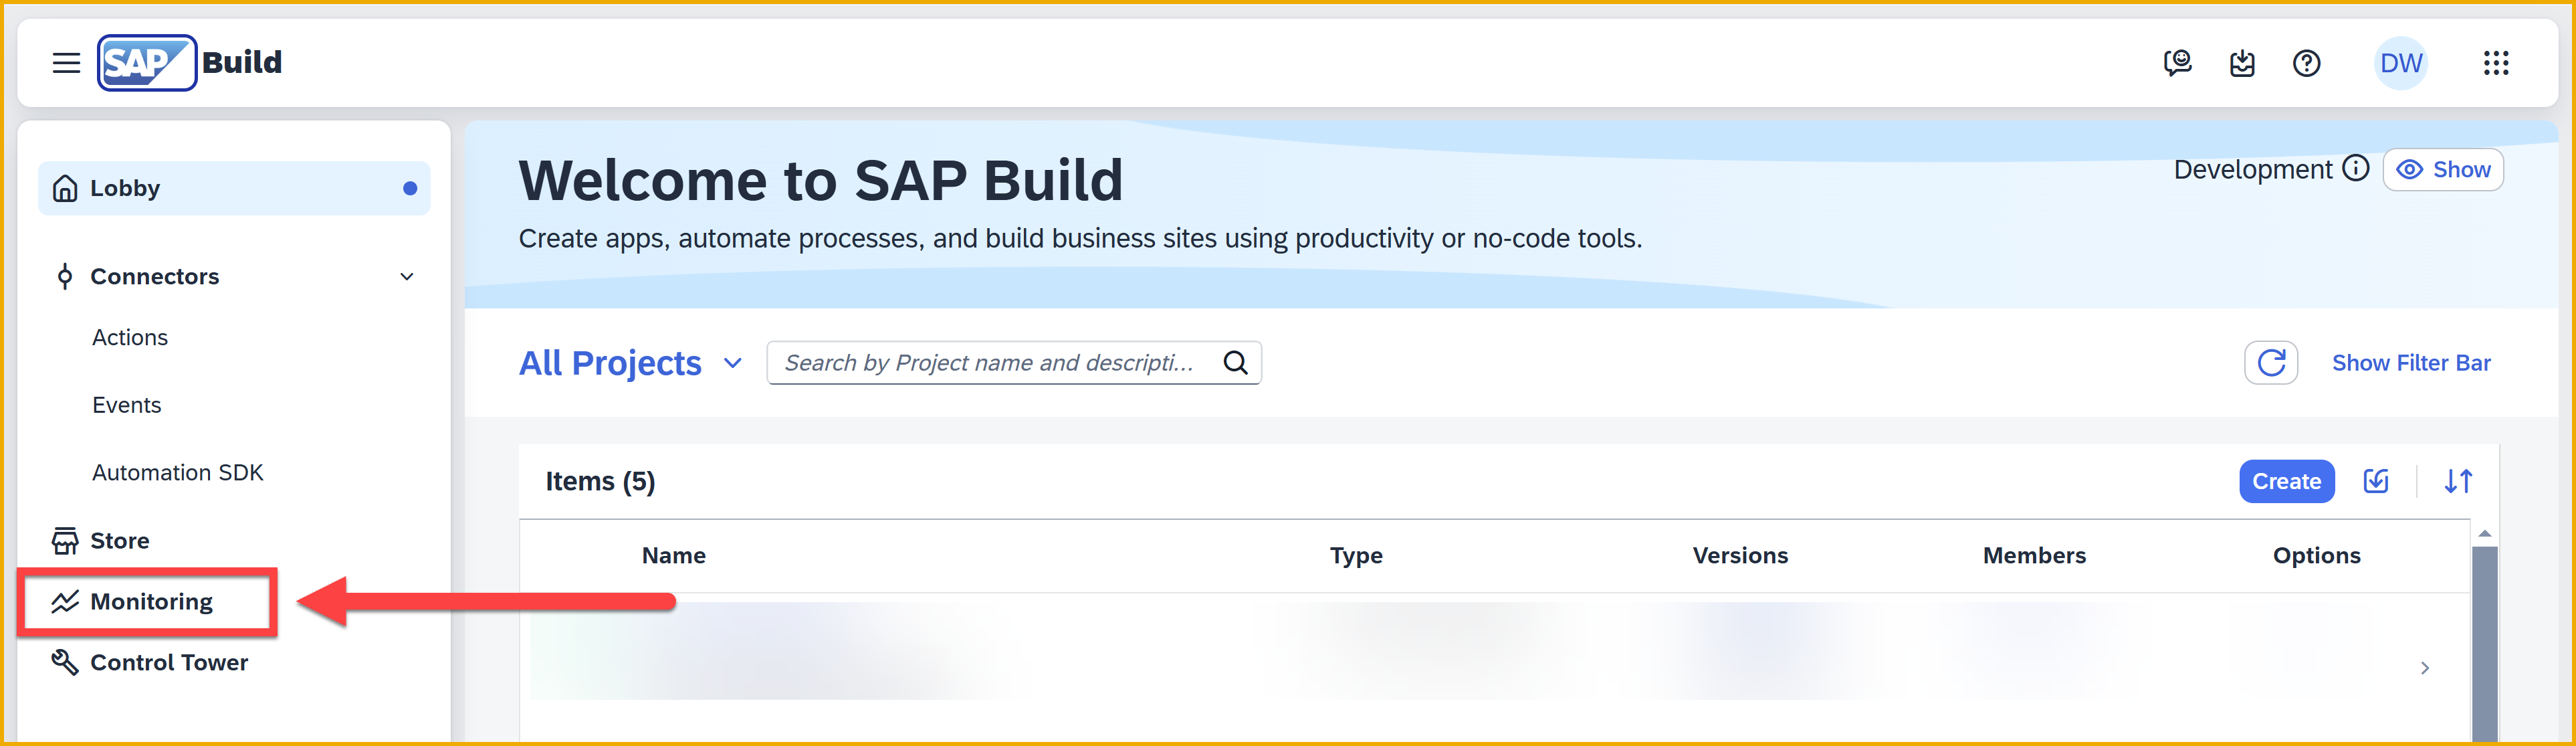 SAP Build
DW
Lobby
Connectors
Actions
Events
Automation SDK
Store
Monitoring
Control Tower
Welcome to SAP Build
Development
Show
Create apps, automate processes, and build business sites using productivity or no-code tools.
All Projects
Search by Project name and descripti...
Show Filter Bar
Items (5)
Create
Name Type Versions Members Options